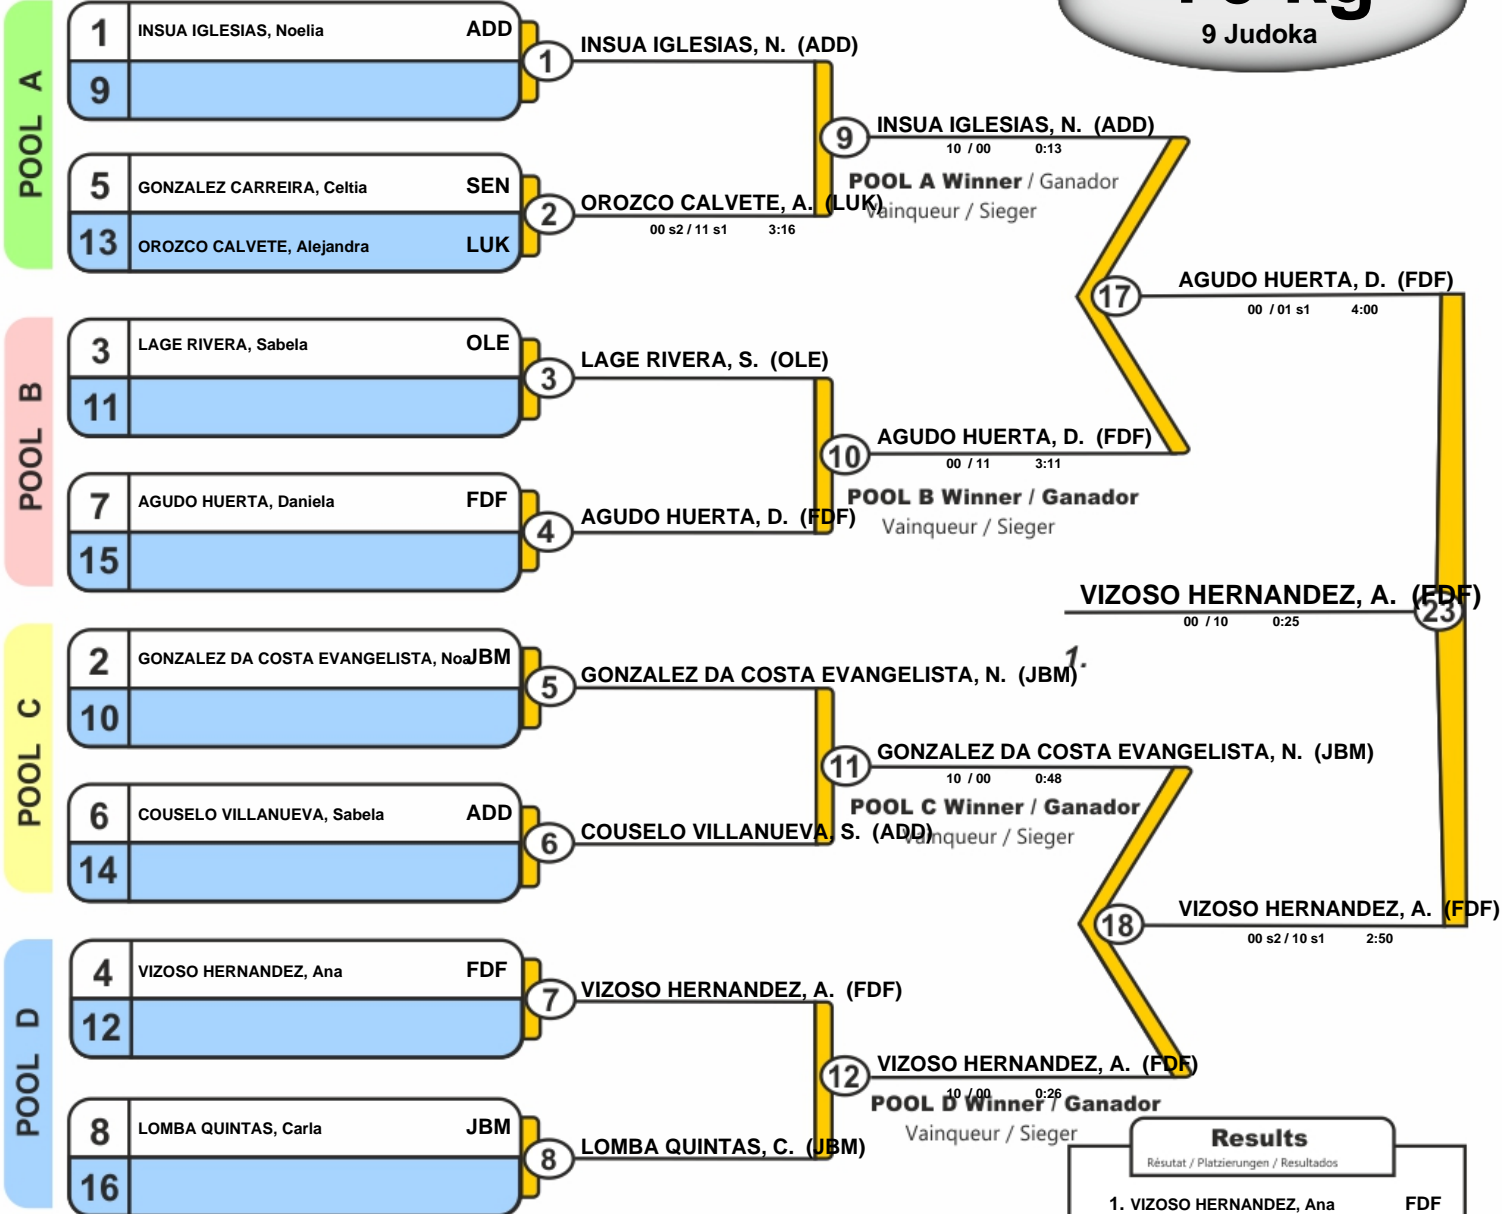 9 Judoka
POOL A
1 INSUA IGLESIAS, Noelia ADD
9
1
INSUA IGLESIAS, N. (ADD)
5 GONZALEZ CARREIRA, Celtia SEN
13 OROZCO CALVETE, Alejandra LUK
2
OROZCO CALVETE, A. (LUK)
00 s2 / 11 s1 3:16
9
INSUA IGLESIAS, N. (ADD)
10 / 00 0:13
POOL A Winner / Ganador
Vainqueur / Sieger
POOL B
3 LAGE RIVERA, Sabela OLE
11
3
LAGE RIVERA, S. (OLE)
7 AGUDO HUERTA, Daniela FDF
15
4
AGUDO HUERTA, D. (FDF)
10
AGUDO HUERTA, D. (FDF)
00 / 11 3:11
POOL B Winner / Ganador
Vainqueur / Sieger
17
AGUDO HUERTA, D. (FDF)
00 / 01 s1 4:00
VIZOSO HERNANDEZ, A. (FDF)
23
00 / 10 0:25
1.
POOL C
2 GONZALEZ DA COSTA EVANGELISTA, Noa JBM
10
5
GONZALEZ DA COSTA EVANGELISTA, N. (JBM)
6 COUSELO VILLANUEVA, Sabela ADD
14
6
COUSELO VILLANUEVA, S. (ADD)
11
GONZALEZ DA COSTA EVANGELISTA, N. (JBM)
10 / 00 0:48
POOL C Winner / Ganador
Vainqueur / Sieger
18
VIZOSO HERNANDEZ, A. (FDF)
00 s2 / 10 s1 2:50
POOL D
4 VIZOSO HERNANDEZ, Ana FDF
12
7
VIZOSO HERNANDEZ, A. (FDF)
8 LOMBA QUINTAS, Carla JBM
16
8
LOMBA QUINTAS, C. (JBM)
12
VIZOSO HERNANDEZ, A. (FDF)
10 / 00 0:26
POOL D Winner / Ganador
Vainqueur / Sieger
Results
Résutat / Platzierungen / Resultados
1. VIZOSO HERNANDEZ, Ana FDF